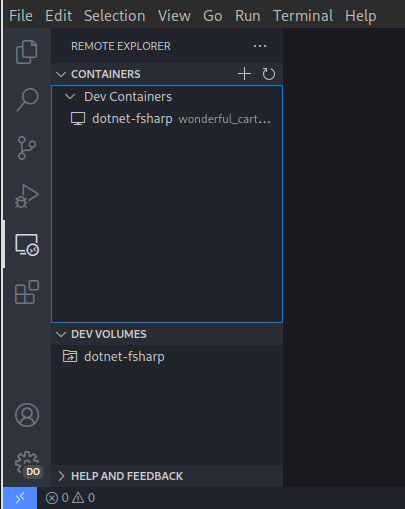 File Edit Selection View Go Run Terminal Help
REMOTE EXPLORER ...
CONTAINERS
Dev Containers
dotnet-fsharp wonderful_cart...
DEV VOLUMES
dotnet-fsharp
DO
HELP AND FEEDBACK
0 0